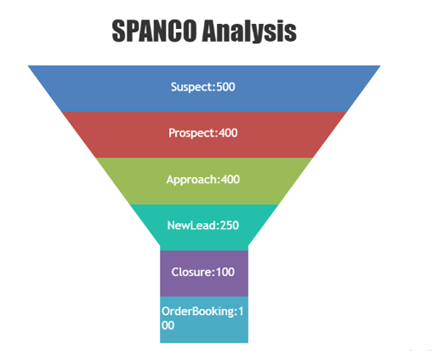 SPANCO Analysis
Suspect:500
Prospect:400
Approach:400
NewLead:250
Closure:100
OrderBooking:1
00